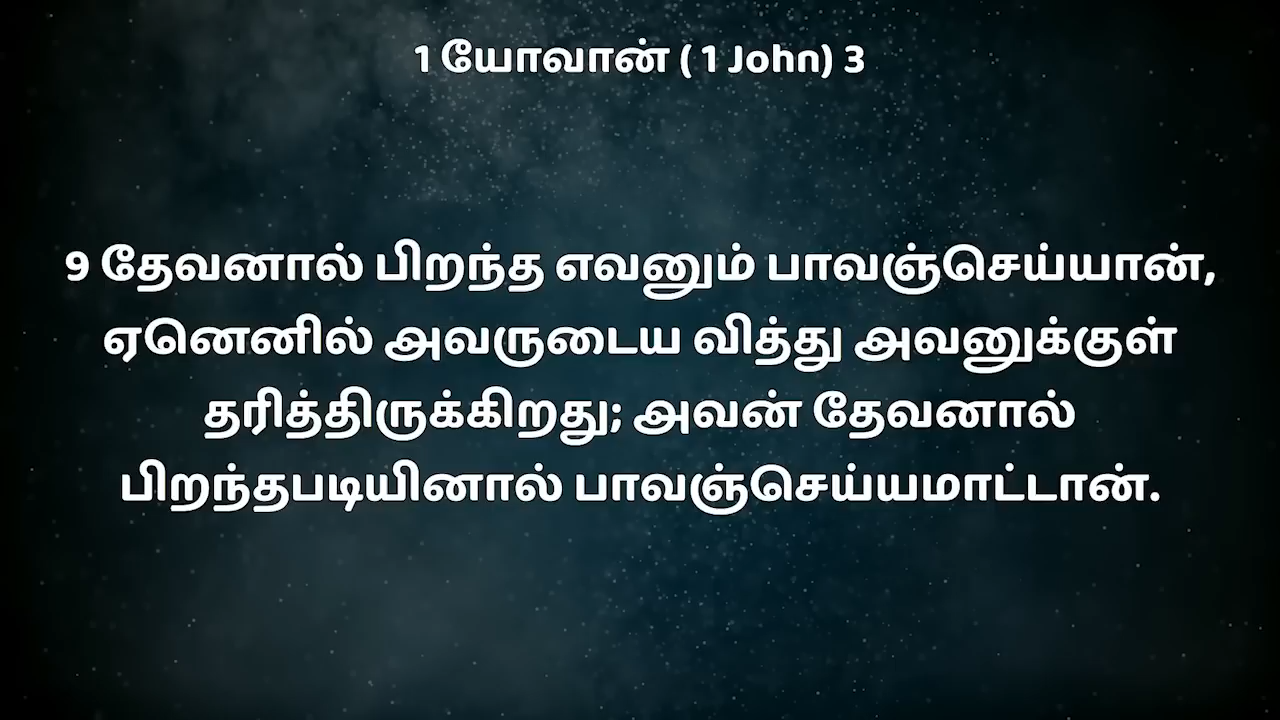 1 யோவான் ( 1 John) 3
9 தேவனால் பிறந்த எவனும் பாவஞ்செய்யான்,
ஏனெனில் அவருடைய வித்து அவனுக்குள்
தரித்திருக்கிறது; அவன் தேவனால்
பிறந்தபடியினால் பாவஞ்செய்யமாட்டான்.